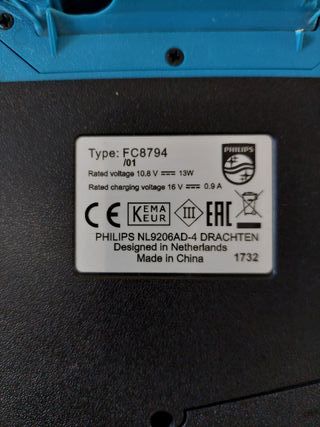 Type: FC8794
/01
Rated voltage 10.8 V ⎓ 13W
Rated charging voltage 16 V ⎓ 0.9 A
PHILIPS
CE KEMA KEUR III EAC
PHILIPS NL9206AD-4 DRACHTEN
Designed in Netherlands
Made in China 1732